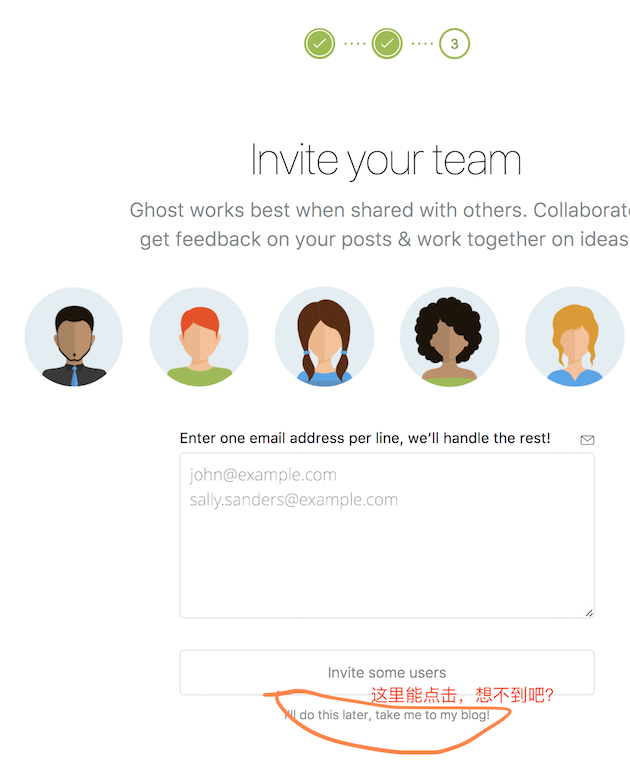 3
Invite your team
Ghost works best when shared with others. Collaborate
get feedback on your posts & work together on ideas
Enter one email address per line, we'll handle the rest!
john@example.com
sally.sanders@example.com
Invite some users
这里能点击，想不到吧?
I'll do this later, take me to my blog!